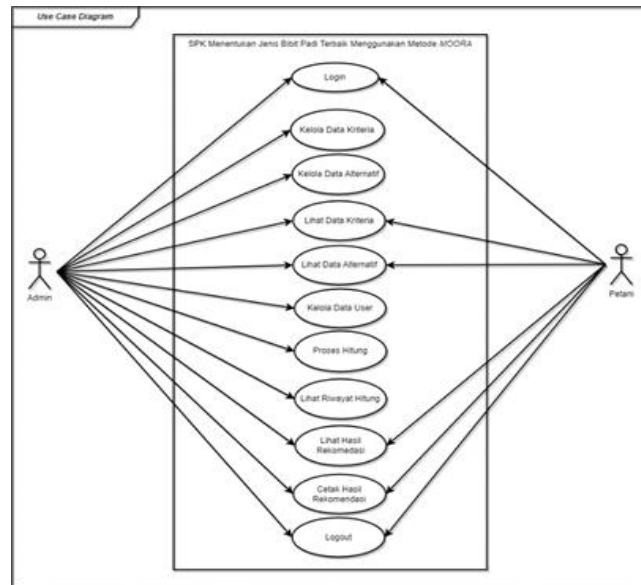 Use Case Diagram
SPK Menentukan Jenis Bibit Padi Terbaik Menggunakan Metode MOORA
Login
Kelola Data Kriteria
Kelola Data Alternatif
Lihat Data Kriteria
Lihat Data Alternatif
Kelola Data User
Proses Hitung
Lihat Riwayat Hitung
Lihat Hasil
Rekomedasi
Cetak Hasil
Rekomendasi
Logout
Admin
Petani